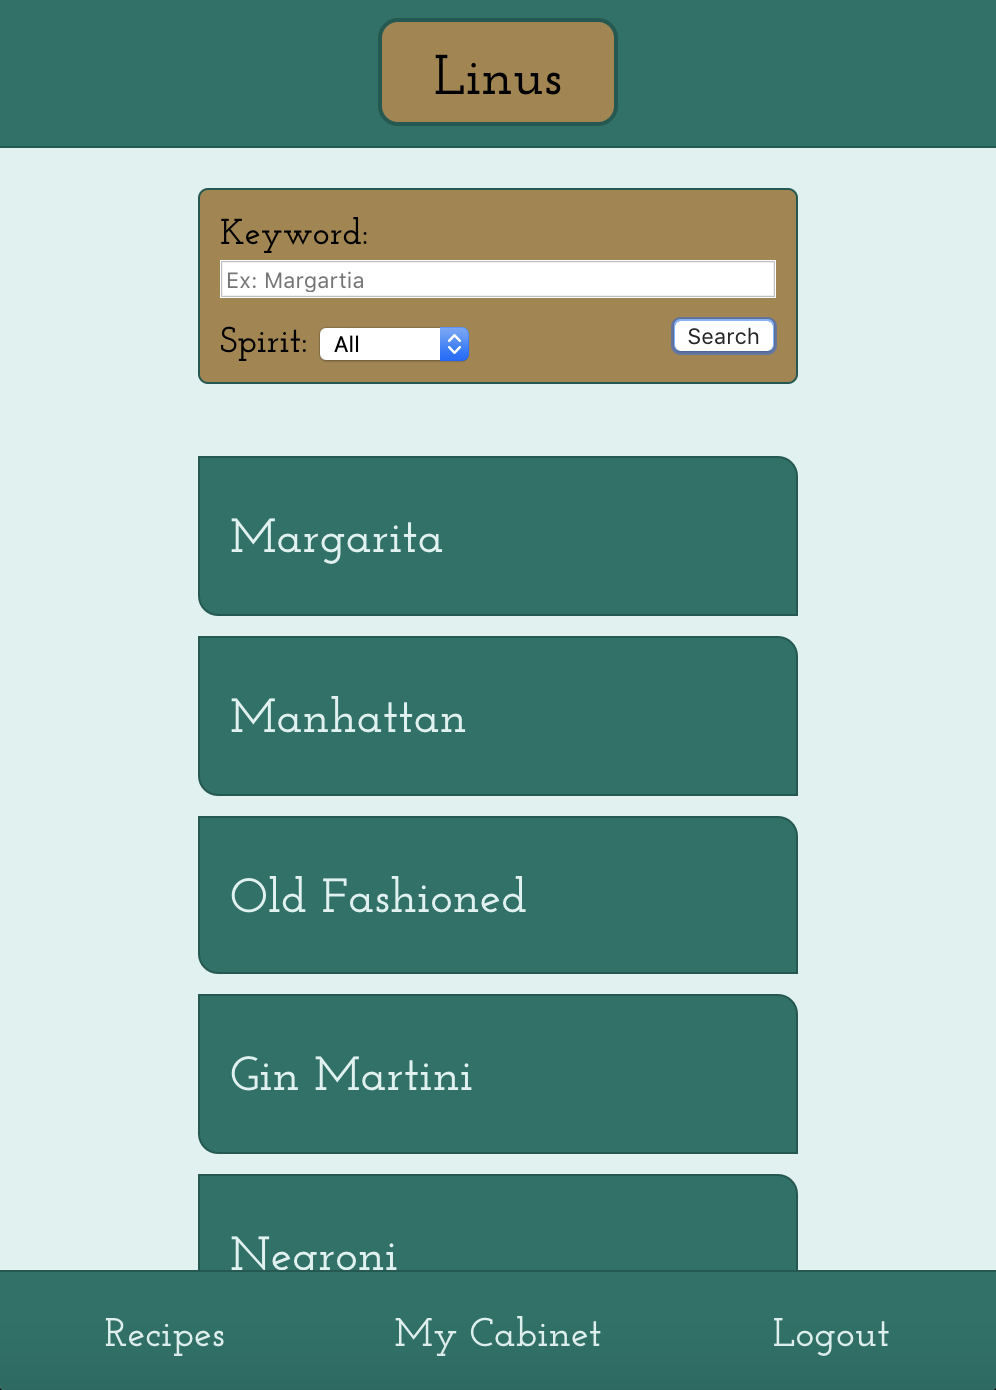 Linus
Keyword:
Ex: Margartia
Spirit: All Search
Margarita
Manhattan
Old Fashioned
Gin Martini
Negroni
Recipes My Cabinet Logout